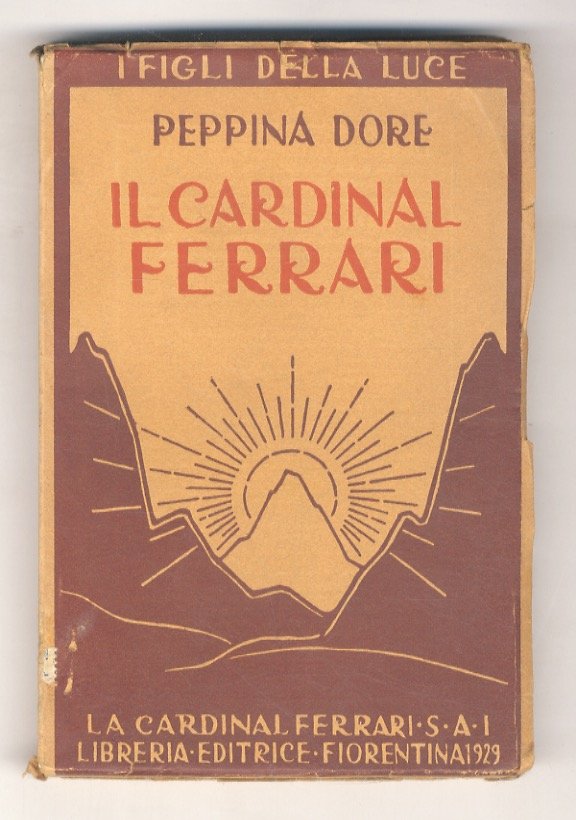 I FIGLI DELLA LUCE
PEPPINA DORE
IL CARDINAL
FERRARI
LA CARDINAL FERRARI·S·A·I
LIBRERIA·EDITRICE·FIORENTINA 1929